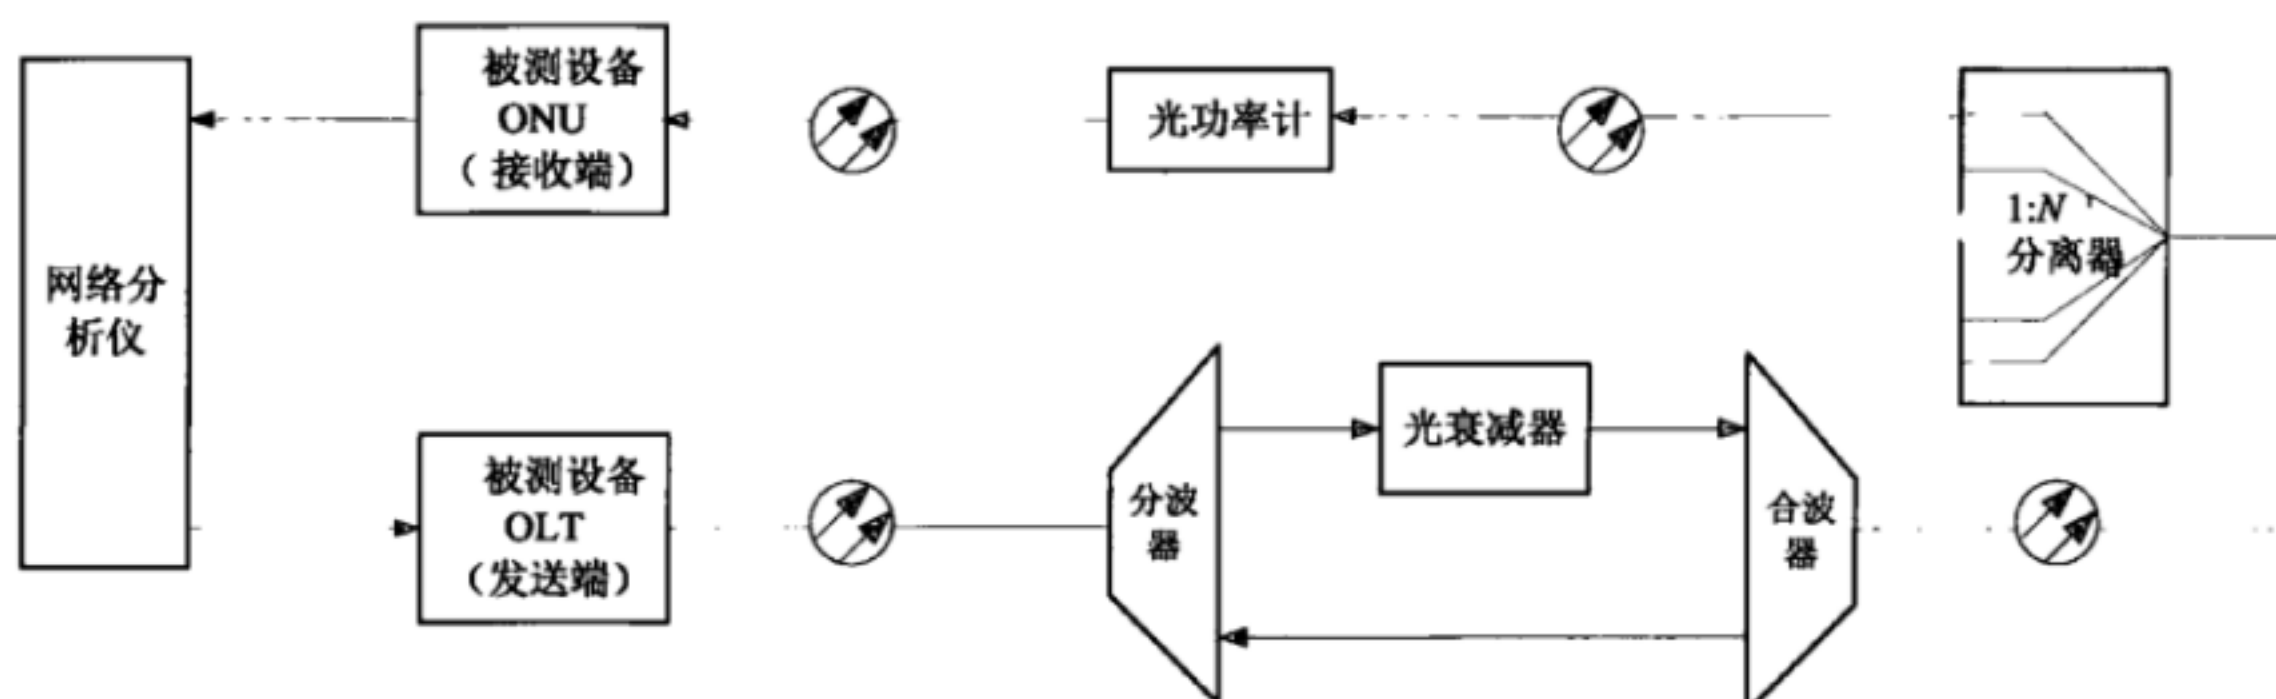 被测设备
ONU
（接收端）
光功率计
1:N
分离器
网络分
析仪
光衰减器
被测设备
OLT
（发送端）
分波
器
合波
器